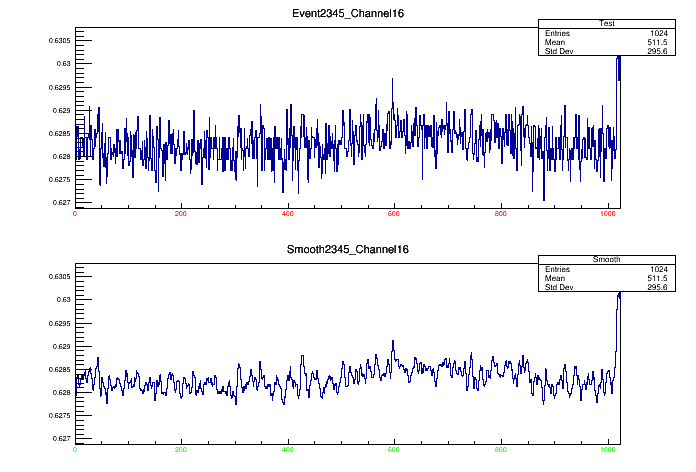 Event2345_Channel16
Test
Entries 1024
Mean 511.5
Std Dev 295.6
0.6305
0.63
0.6295
0.629
0.6285
0.628
0.6275
0.627
0 200 400 600 800 1000
Smooth2345_Channel16
Smooth
Entries 1024
Mean 511.5
Std Dev 295.6
0.6305
0.63
0.6295
0.629
0.6285
0.628
0.6275
0.627
0 200 400 600 800 1000